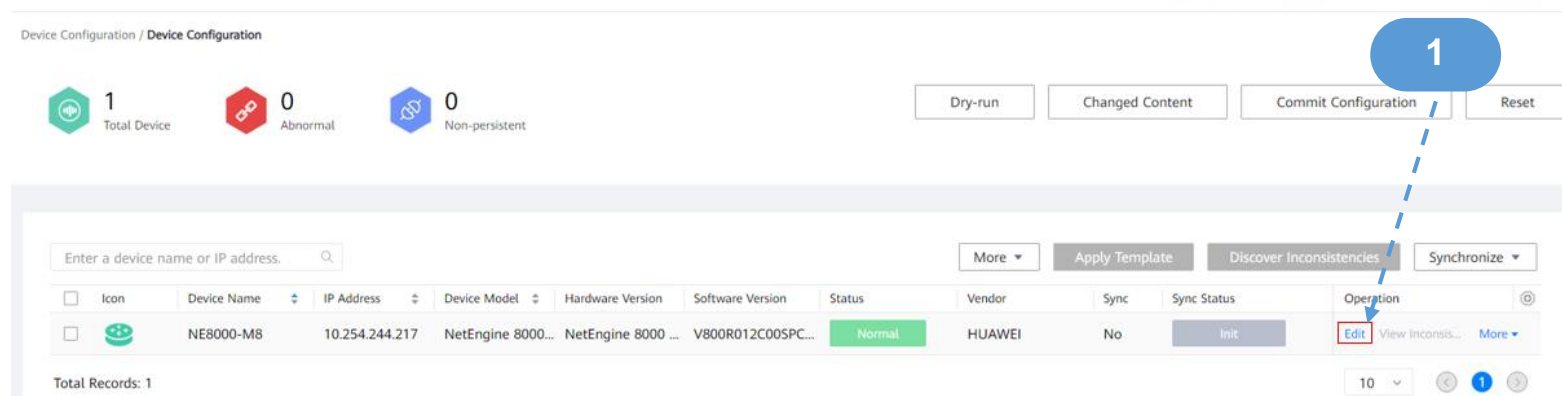 Device Configuration / Device Configuration
1
1
Total Device
0
Abnormal
0
Non-persistent
Dry-run
Changed Content
Commit Configuration
Reset
Enter a device name or IP address.
More
Apply Template
Discover Inconsistencies
Synchronize
Icon Device Name IP Address Device Model Hardware Version Software Version Status Vendor Sync Sync Status Operation
NE8000-M8 10.254.244.217 NetEngine 8000... NetEngine 8000 ... V800R012C00SPC... Normal HUAWEI No Init Edit View Inconsis... More
Total Records: 1
10
1